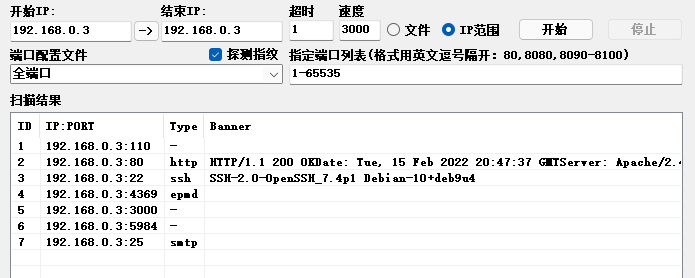 开始IP: 结束IP: 超时 速度
192.168.0.3 -> 192.168.0.3 1 3000 文件 IP范围 开始 停止
端口配置文件 探测指纹 指定端口列表(格式用英文逗号隔开: 80,8080,8090-8100)
全端口 1-65535
扫描结果
ID IP:PORT Type Banner
1 192.168.0.3:110 -
2 192.168.0.3:80 http HTTP/1.1 200 OKDate: Tue, 15 Feb 2022 20:47:37 GMTServer: Apache/2.4
3 192.168.0.3:22 ssh SSH-2.0-OpenSSH_7.4p1 Debian-10+deb9u4
4 192.168.0.3:4369 epmd
5 192.168.0.3:3000 -
6 192.168.0.3:5984 -
7 192.168.0.3:25 smtp